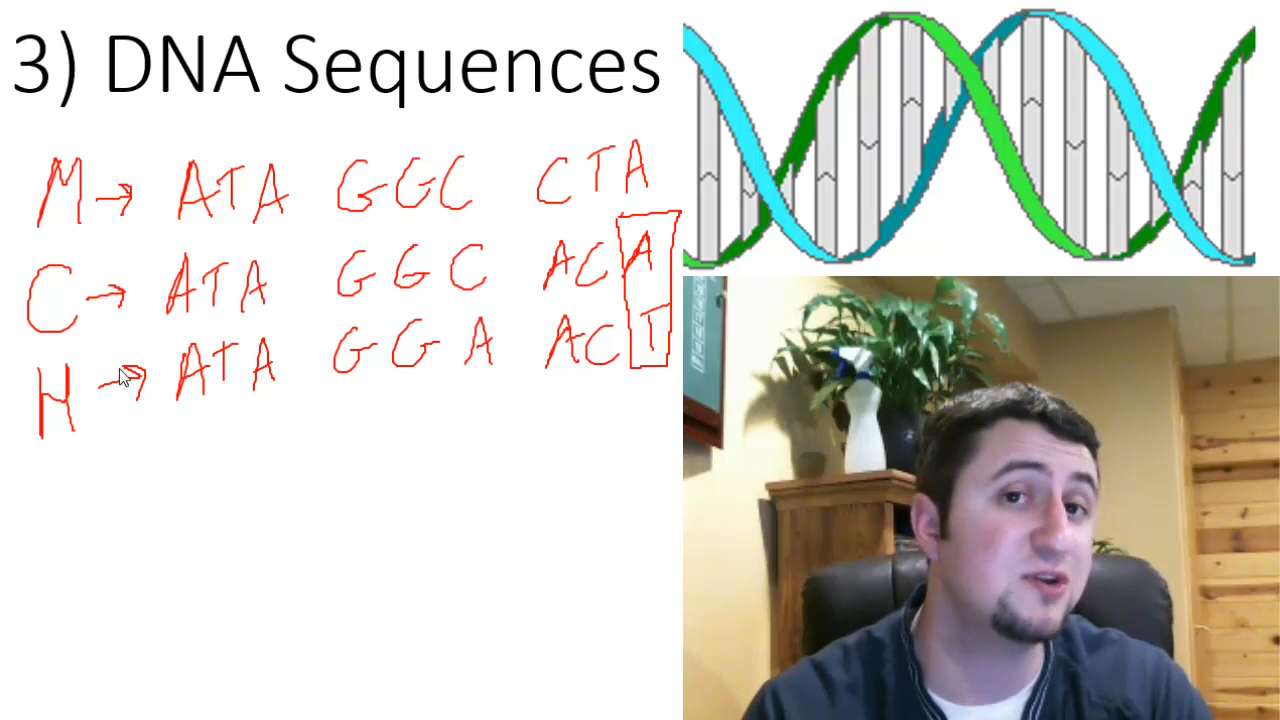 3) DNA Sequences
M → ATA GGC CTA
C → ATA GGC ACA
H → ATA GGA ACT